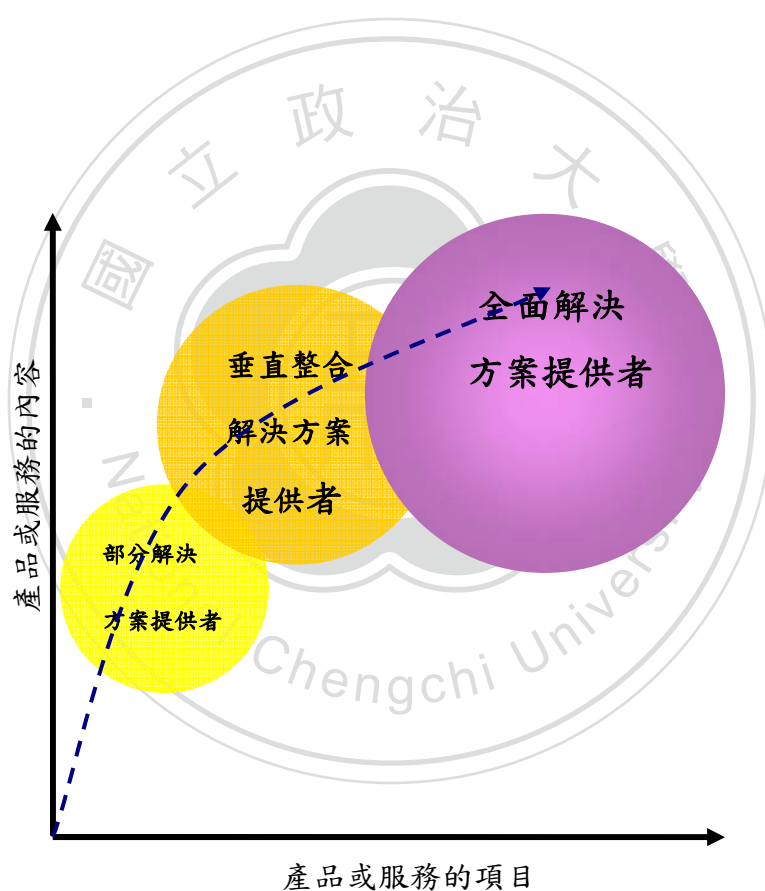 國立政治大學
全面解決
方案提供者
垂直整合
解決方案
提供者
部分解決
方案提供者
產品或服務的內容
Chengchi University
產品或服務的項目